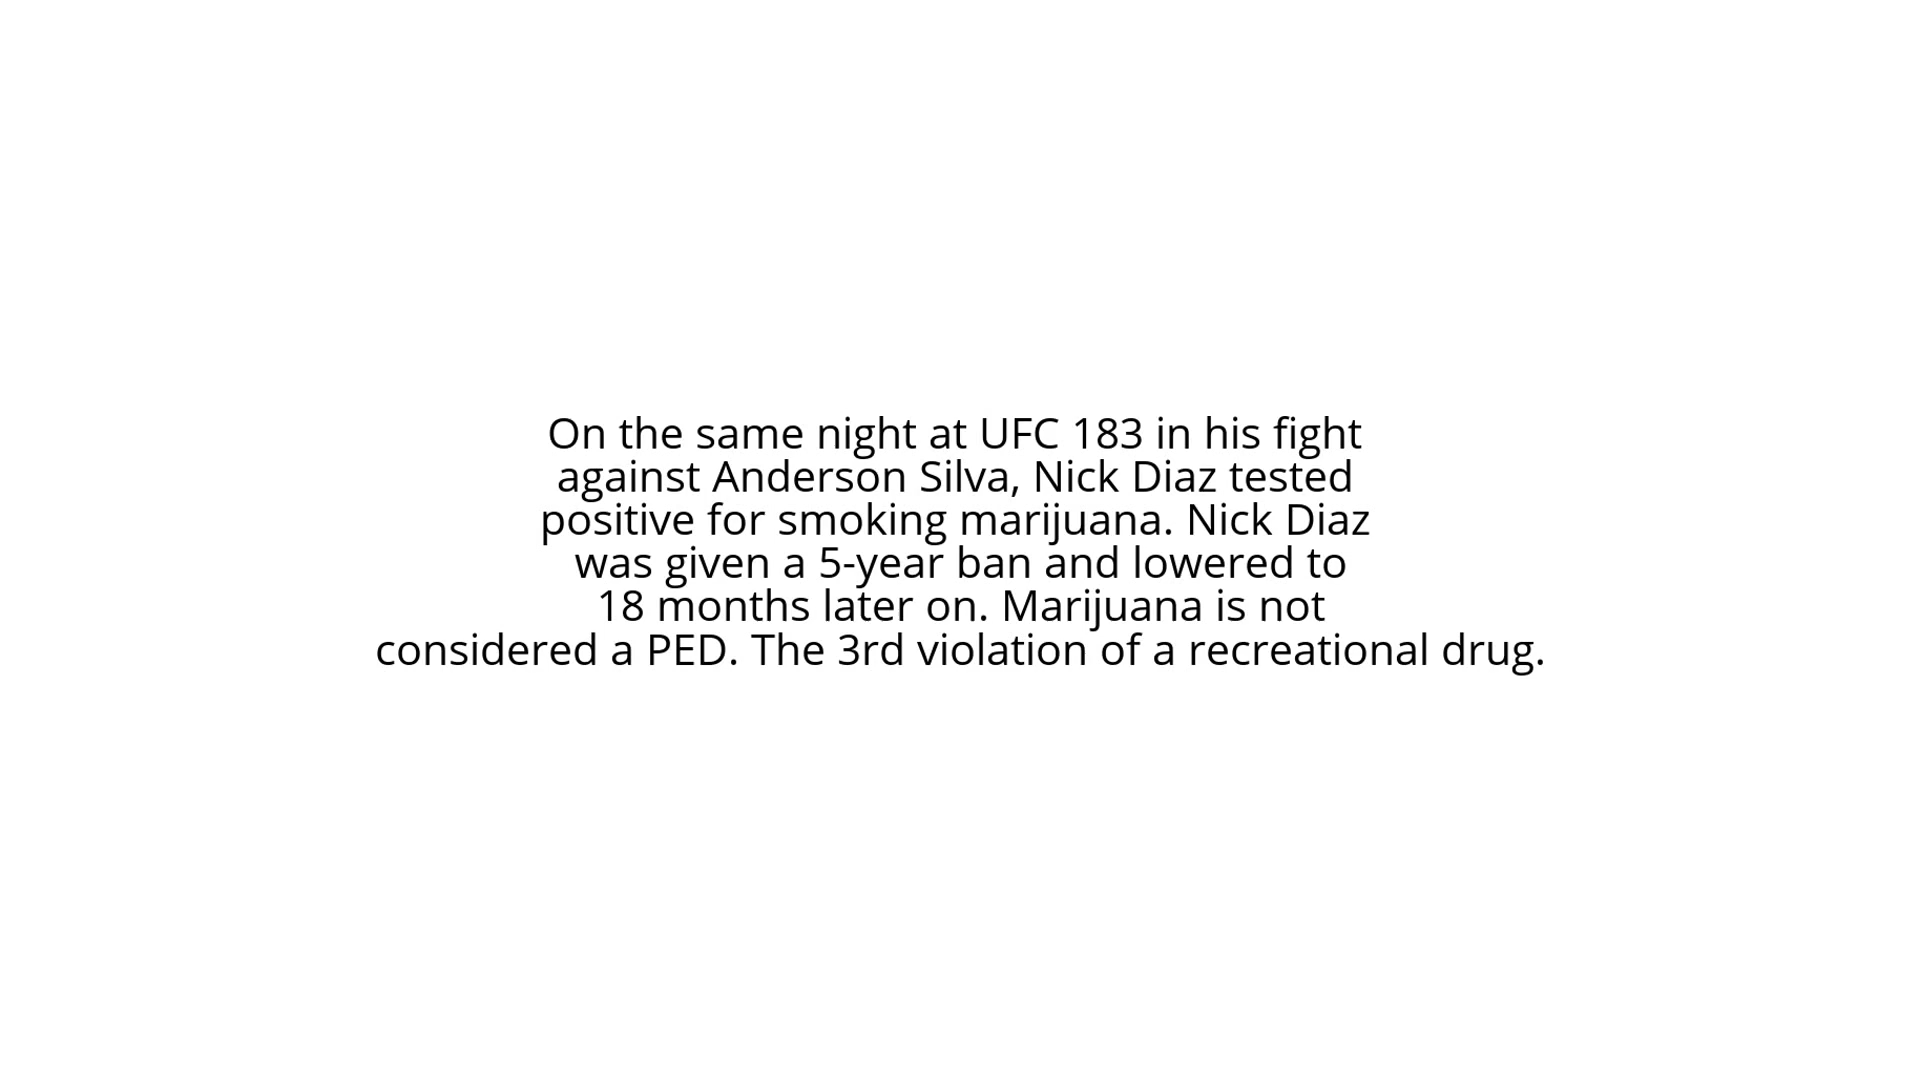 On the same night at UFC 183 in his fight
against Anderson Silva, Nick Diaz tested
positive for smoking marijuana. Nick Diaz
was given a 5-year ban and lowered to
18 months later on. Marijuana is not
considered a PED. The 3rd violation of a recreational drug.